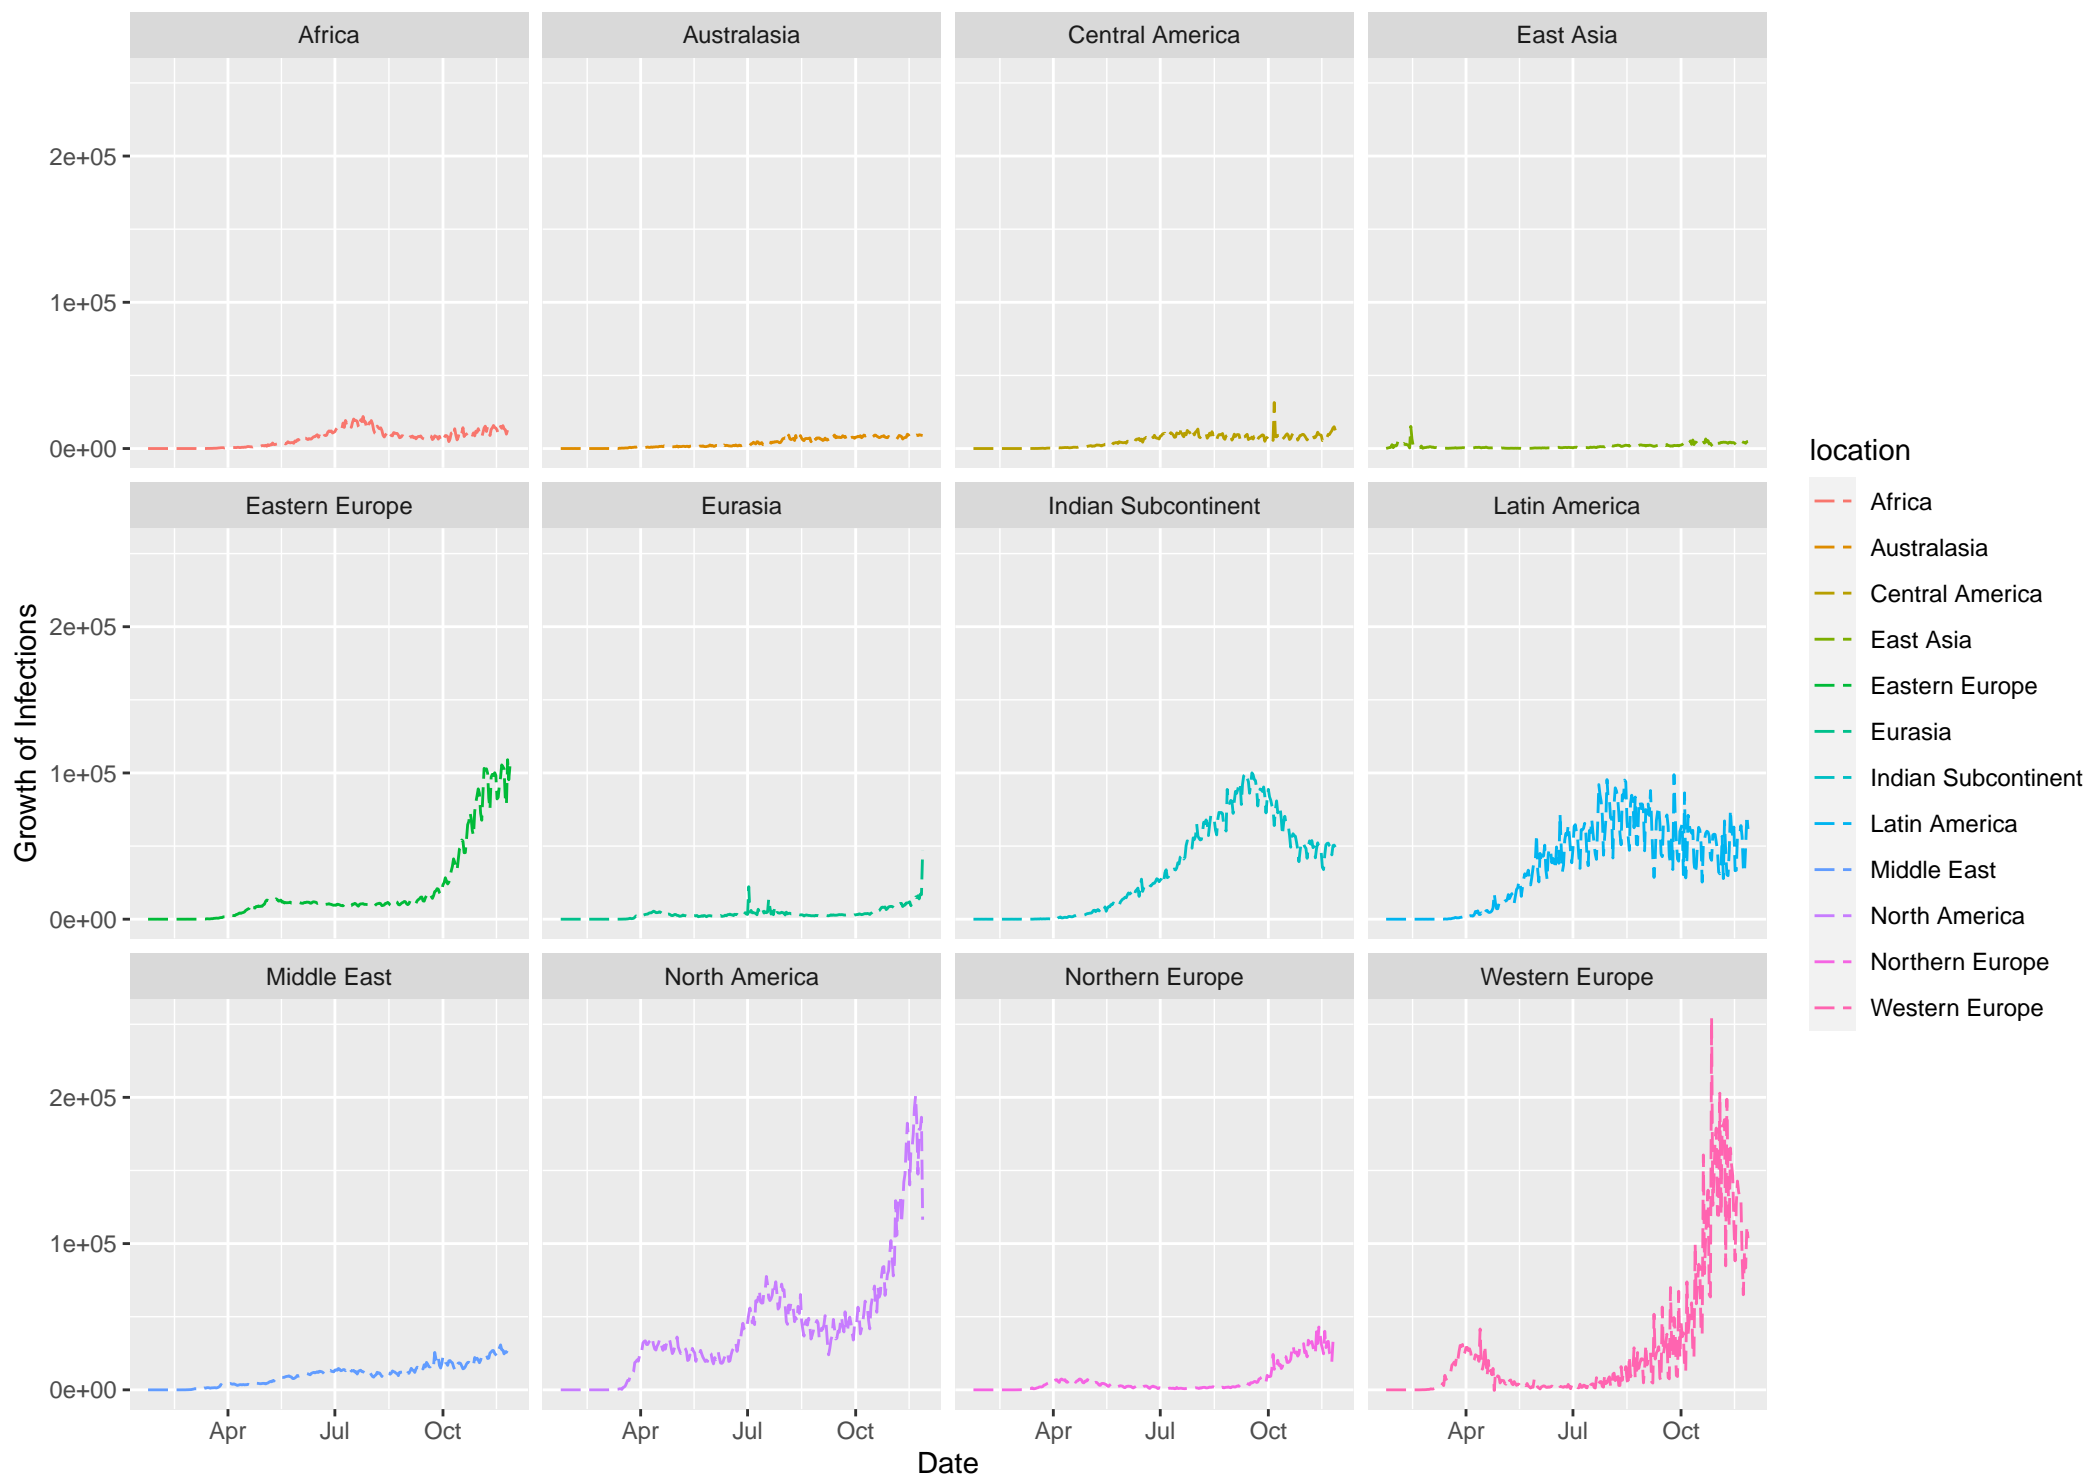 Africa
Australasia
Central America
East Asia
2e+05
1e+05
0e+00
Eastern Europe
Eurasia
Indian Subcontinent
Latin America
2e+05
1e+05
0e+00
Middle East
North America
Northern Europe
Western Europe
2e+05
1e+05
0e+00
Apr Jul Oct
Apr Jul Oct
Apr Jul Oct
Apr Jul Oct
Date
Growth of Infections
location
Africa
Australasia
Central America
East Asia
Eastern Europe
Eurasia
Indian Subcontinent
Latin America
Middle East
North America
Northern Europe
Western Europe